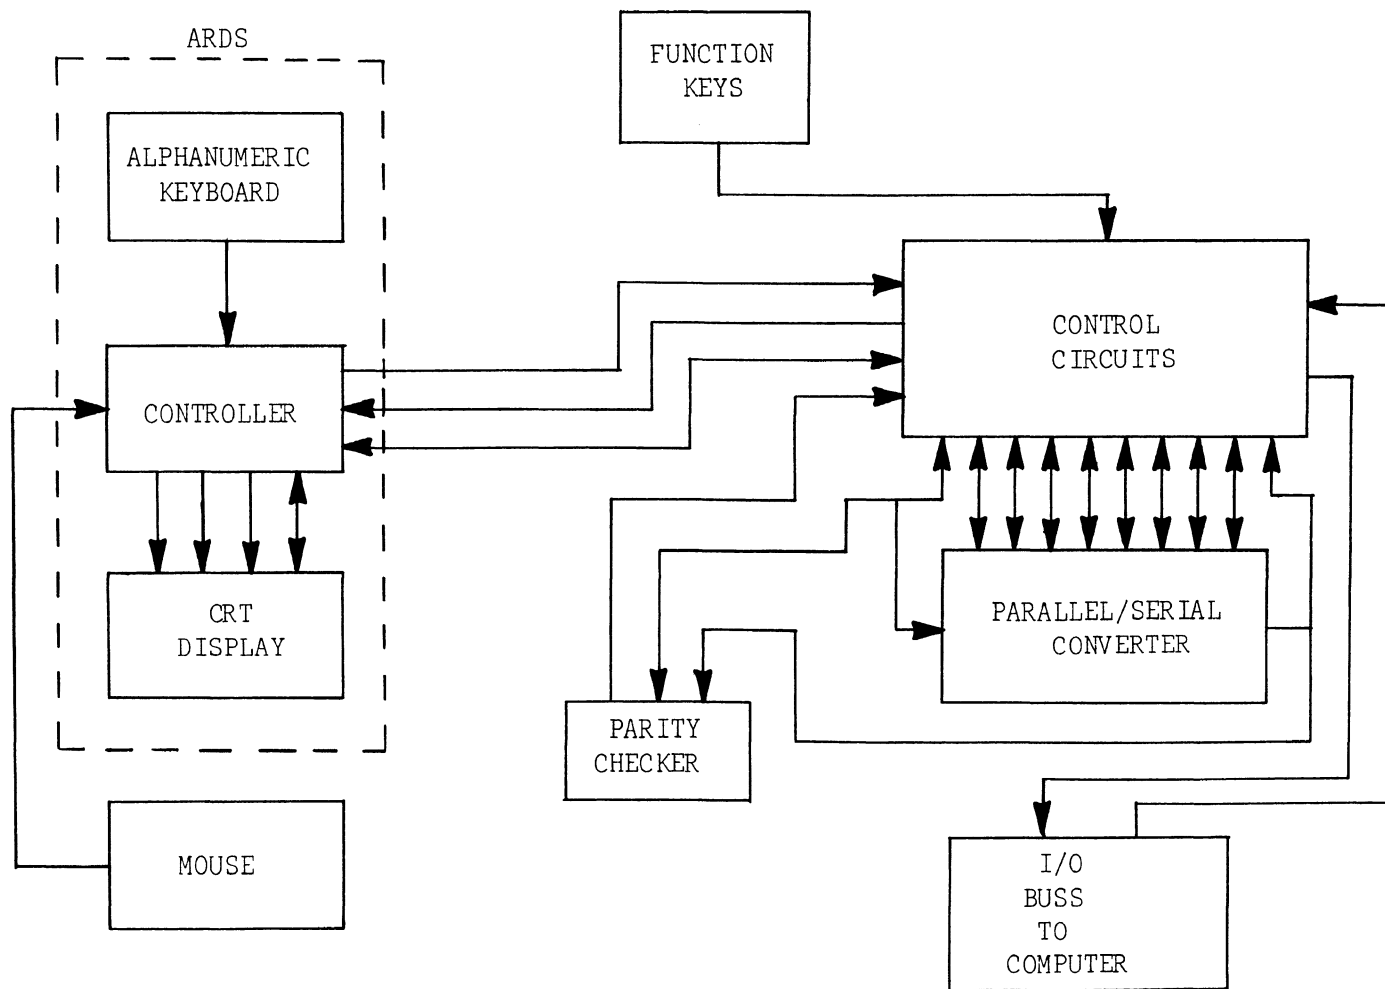 ARDS
FUNCTION
KEYS
ALPHANUMERIC
KEYBOARD
CONTROL
CIRCUITS
CONTROLLER
CRT
DISPLAY
PARALLEL/SERIAL
CONVERTER
PARITY
CHECKER
MOUSE
I/O
BUSS
TO
COMPUTER